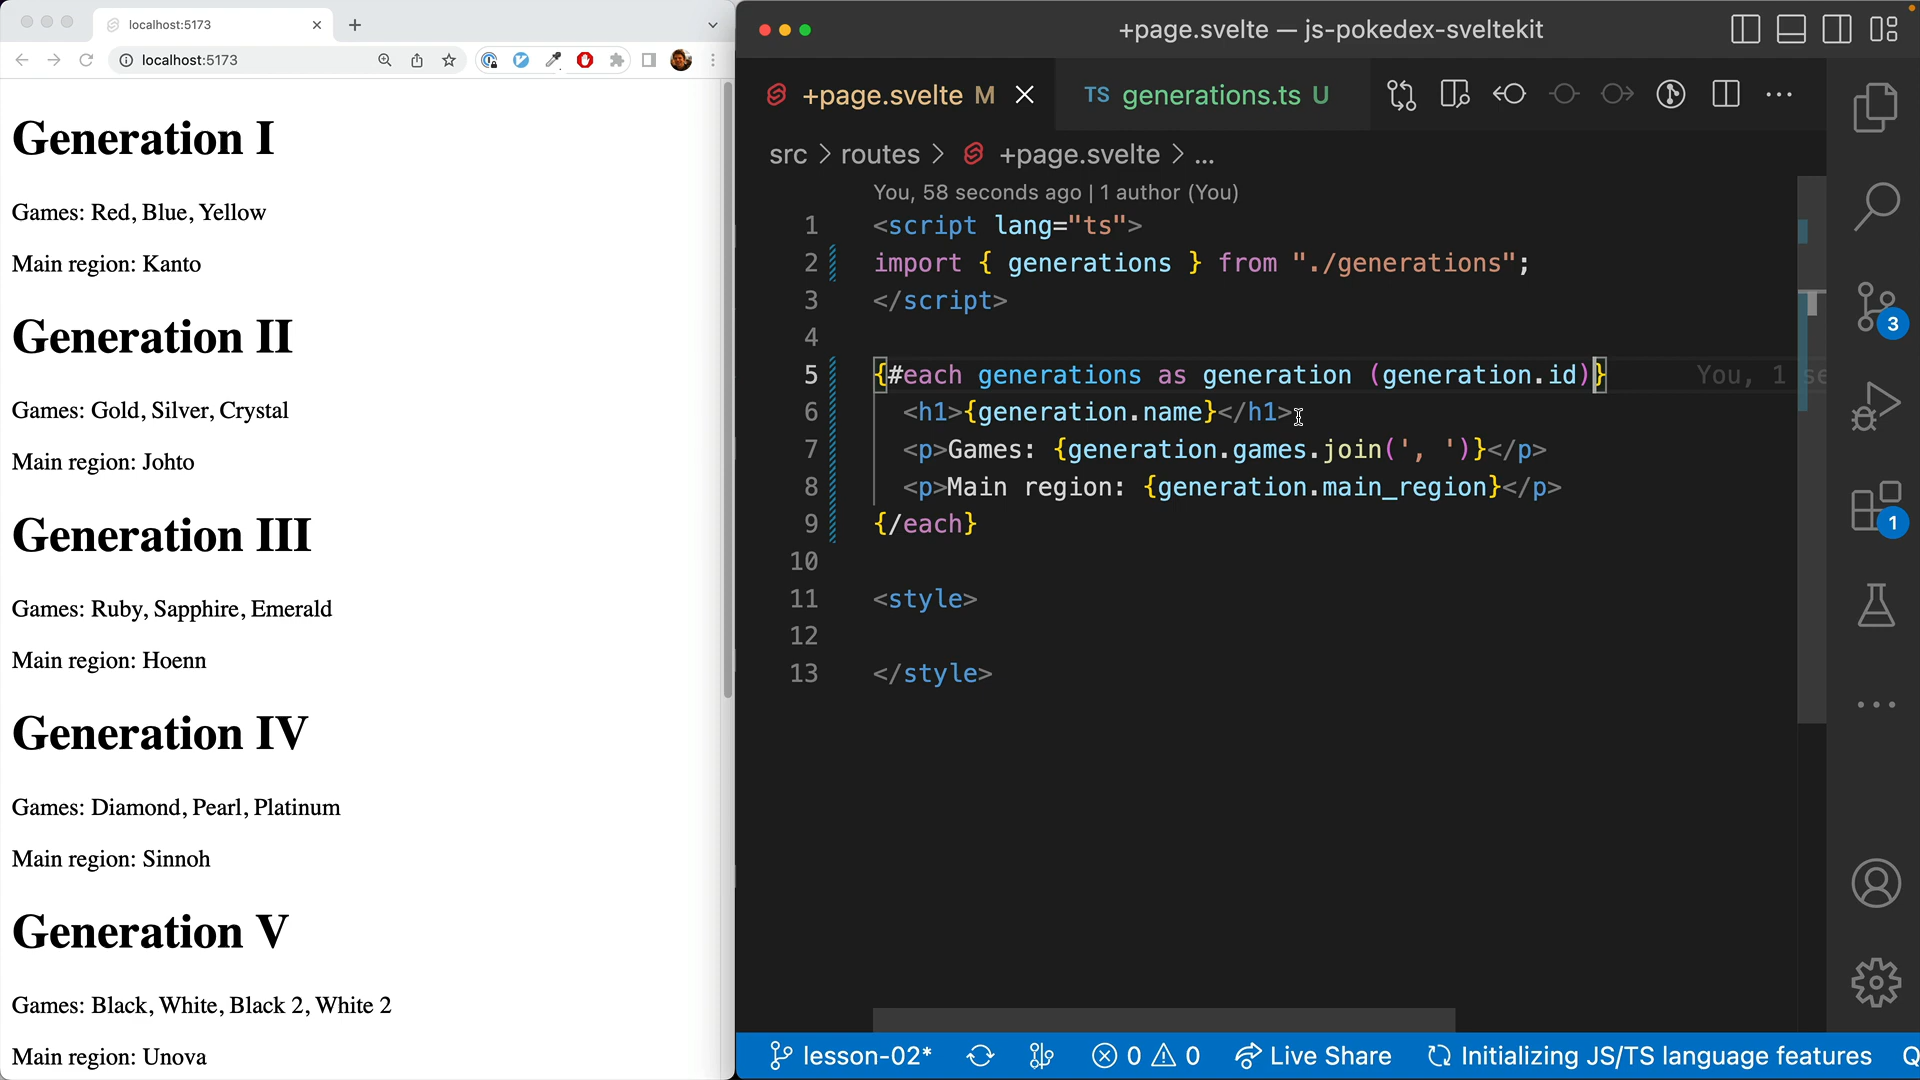 localhost:5173
localhost:5173
Generation I
Games: Red, Blue, Yellow
Main region: Kanto
Generation II
Games: Gold, Silver, Crystal
Main region: Johto
Generation III
Games: Ruby, Sapphire, Emerald
Main region: Hoenn
Generation IV
Games: Diamond, Pearl, Platinum
Main region: Sinnoh
Generation V
Games: Black, White, Black 2, White 2
Main region: Unova
+page.svelte — js-pokedex-sveltekit
+page.svelte M
TS generations.ts U
src > routes > +page.svelte > ...
You, 58 seconds ago | 1 author (You)
1 <script lang="ts">
2 import { generations } from "./generations";
3 </script>
4
5 {#each generations as generation (generation.id)} You, 1 se
6 <h1>{generation.name}</h1>
7 <p>Games: {generation.games.join(', ')}</p>
8 <p>Main region: {generation.main_region}</p>
9 {/each}
10
11 <style>
12
13 </style>
3
1
lesson-02* 0 0 Live Share Initializing JS/TS language features